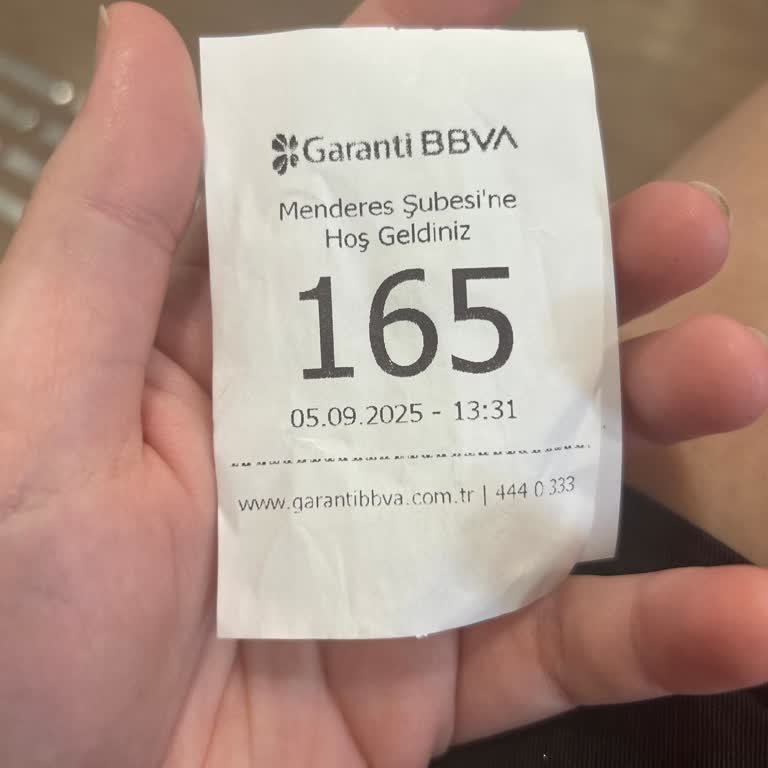 Garanti BBVA
Menderes Şubesi'ne
Hoş Geldiniz
165
05.09.2025 - 13:31
www.garantibbva.com.tr | 444 0 333